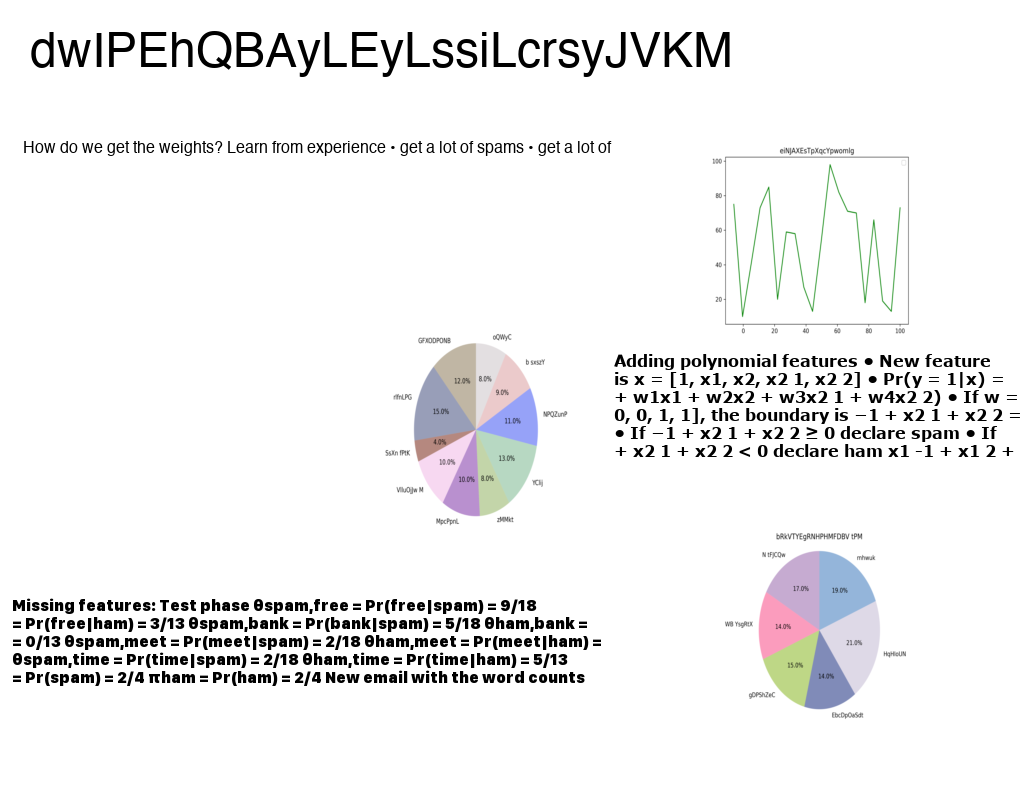 dwIPEhQBAyLEyLssiLcrsyJVKM
How do we get the weights? Learn from experience • get a lot of spams • get a lot of
eiNJAXEsTpXqcYpwomIg
100
80
60
40
20
0 20 40 60 80 100
GFXODPONB
oQWyC
b sxszY
NPQZunP
YClij
zMMkt
MpcPpnL
SsXn fPtK
12.0%
8.0%
9.0%
11.0%
13.0%
8.0%
10.0%
10.0%
4.0%
15.0%
Adding polynomial features • New feature
is x = [1, x1, x2, x2 1, x2 2] • Pr(y = 1|x) =
+ w1x1 + w2x2 + w3x2 1 + w4x2 2) • If w =
0, 0, 1, 1], the boundary is −1 + x2 1 + x2 2 =
• If −1 + x2 1 + x2 2 ≥ 0 declare spam • If
+ x2 1 + x2 2 < 0 declare ham x1 -1 + x1 2 +
Missing features: Test phase θspam,free = Pr(free|spam) = 9/18
= Pr(free|ham) = 3/13 θspam,bank = Pr(bank|spam) = 5/18 θham,bank =
= 0/13 θspam,meet = Pr(meet|spam) = 2/18 θham,meet = Pr(meet|ham) =
θspam,time = Pr(time|spam) = 2/18 θham,time = Pr(time|ham) = 5/13
= Pr(spam) = 2/4 πham = Pr(ham) = 2/4 New email with the word counts
bRkVTYEgRNHPHMFDBV tPM
N tFJCQw
mhwuk
WB YsgRtX
gDPShZeC
EbcDpOaSdt
17.0%
19.0%
14.0%
21.0%
15.0%
14.0%